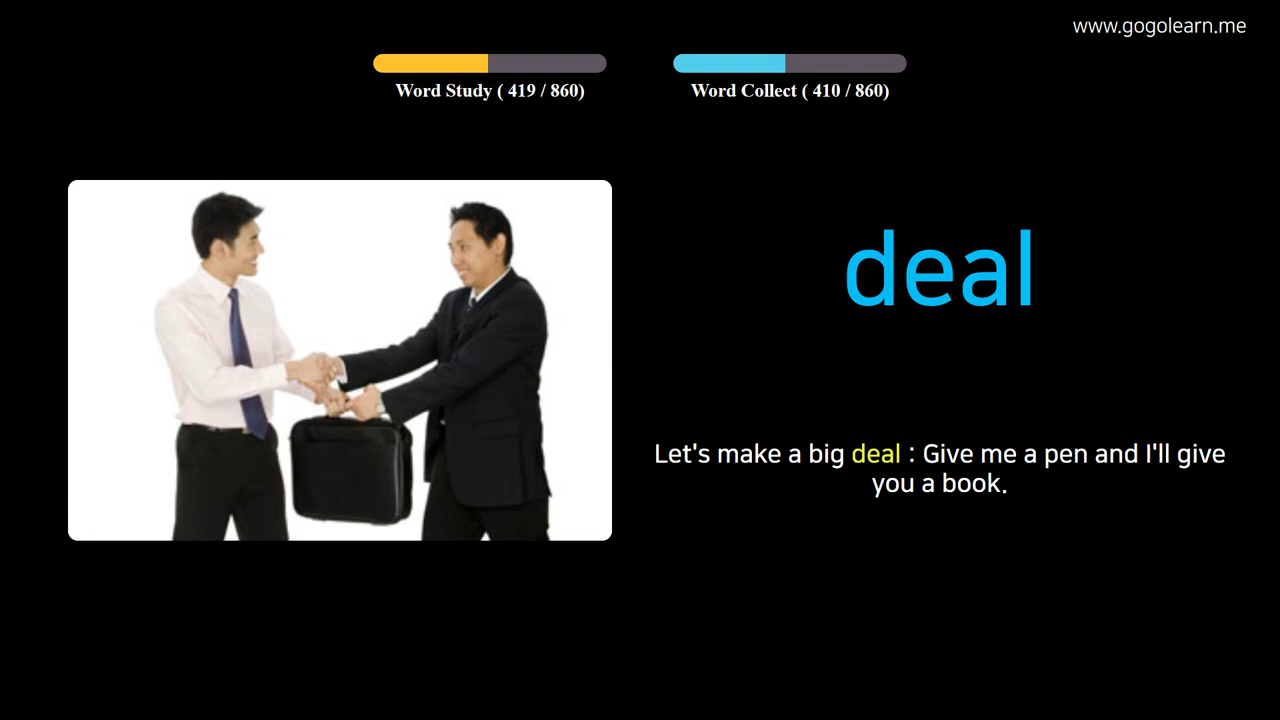 www.gogolearn.me
Word Study ( 419 / 860)
Word Collect ( 410 / 860)
deal
Let's make a big deal : Give me a pen and I'll give
you a book.